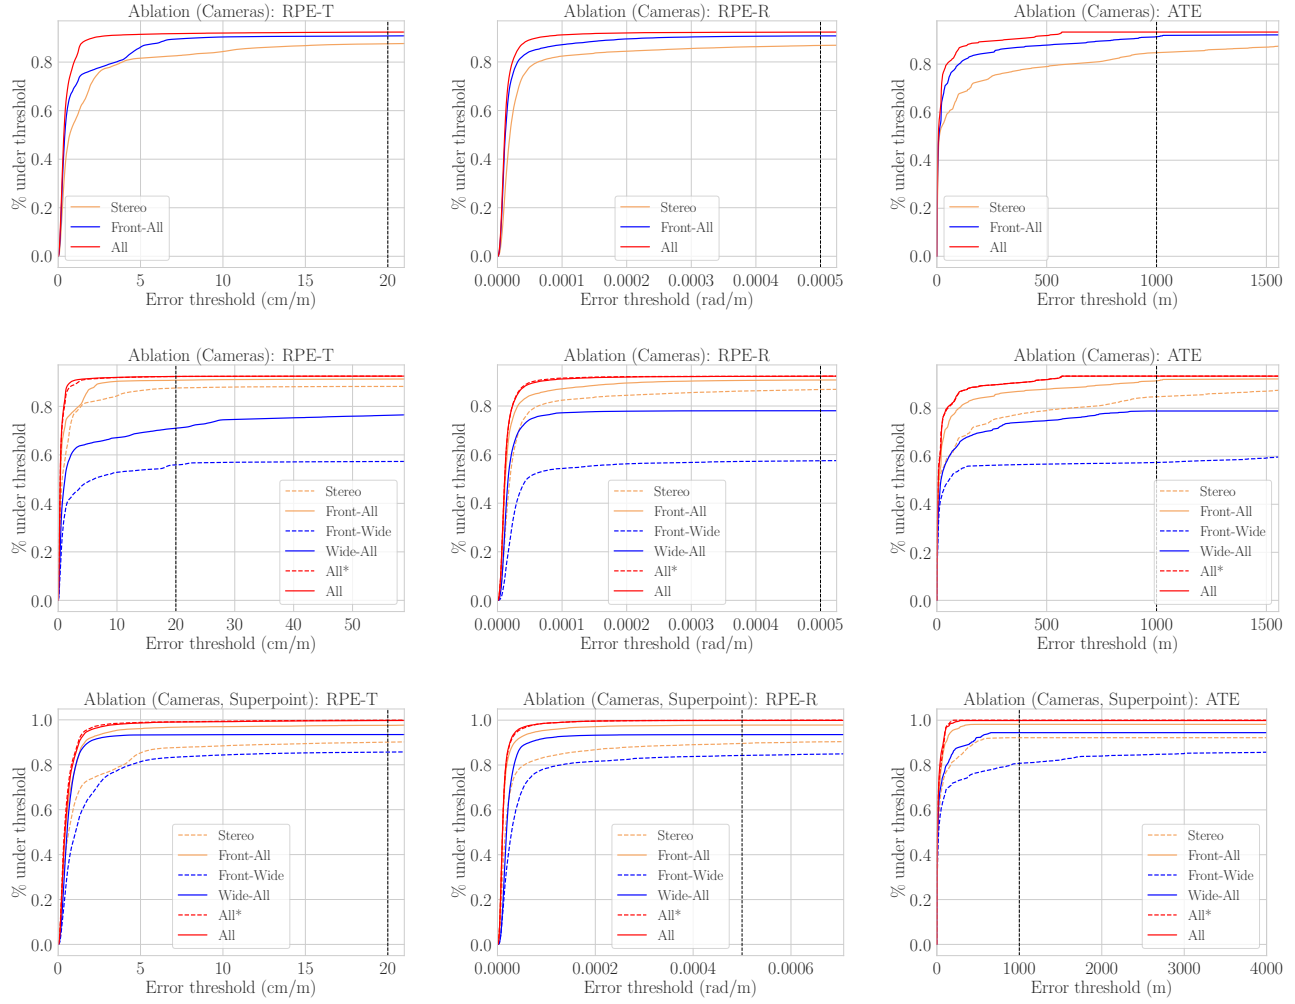 Ablation (Cameras): RPE-T
% under threshold
0.8
0.6
0.4
0.2
0.0
Stereo
Front-All
All
0 5 10 15 20
Error threshold (cm/m)
Ablation (Cameras): RPE-R
% under threshold
0.8
0.6
0.4
0.2
0.0
Stereo
Front-All
All
0.0000 0.0001 0.0002 0.0003 0.0004 0.0005
Error threshold (rad/m)
Ablation (Cameras): ATE
% under threshold
0.8
0.6
0.4
0.2
0.0
Stereo
Front-All
All
0 500 1000 1500
Error threshold (m)
Ablation (Cameras): RPE-T
% under threshold
0.8
0.6
0.4
0.2
0.0
Stereo
Front-All
Front-Wide
Wide-All
All*
All
0 10 20 30 40 50
Error threshold (cm/m)
Ablation (Cameras): RPE-R
% under threshold
0.8
0.6
0.4
0.2
0.0
Stereo
Front-All
Front-Wide
Wide-All
All*
All
0.0000 0.0001 0.0002 0.0003 0.0004 0.0005
Error threshold (rad/m)
Ablation (Cameras): ATE
% under threshold
0.8
0.6
0.4
0.2
0.0
Stereo
Front-All
Front-Wide
Wide-All
All*
All
0 500 1000 1500
Error threshold (m)
Ablation (Cameras, Superpoint): RPE-T
% under threshold
1.0
0.8
0.6
0.4
0.2
0.0
Stereo
Front-All
Front-Wide
Wide-All
All*
All
0 5 10 15 20
Error threshold (cm/m)
Ablation (Cameras, Superpoint): RPE-R
% under threshold
1.0
0.8
0.6
0.4
0.2
0.0
Stereo
Front-All
Front-Wide
Wide-All
All*
All
0.0000 0.0002 0.0004 0.0006
Error threshold (rad/m)
Ablation (Cameras, Superpoint): ATE
% under threshold
1.0
0.8
0.6
0.4
0.2
0.0
Stereo
Front-All
Front-Wide
Wide-All
All*
All
0 1000 2000 3000 4000
Error threshold (m)